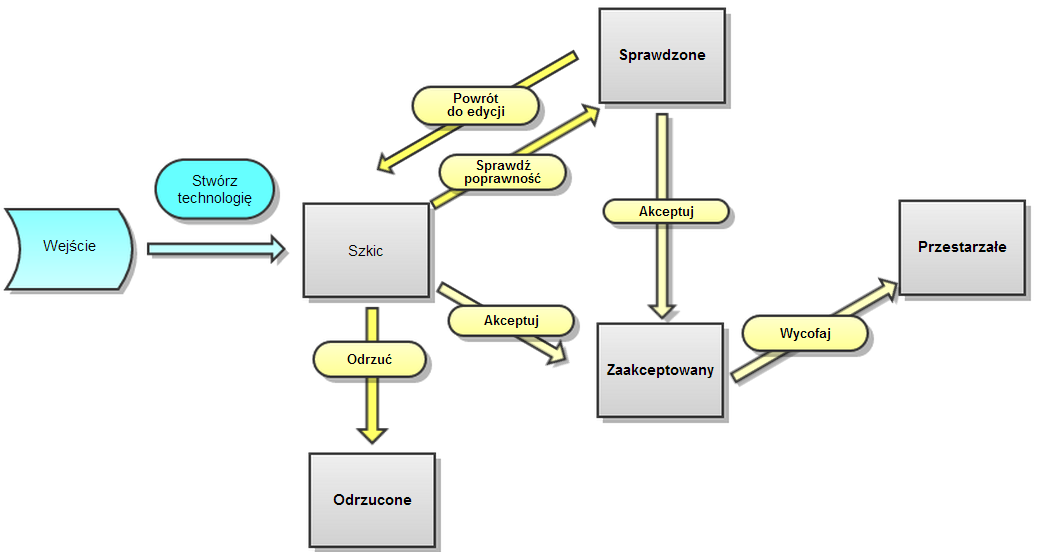 Sprawdzone
Powrót
do edycji
Sprawdź
poprawność
Stwórz
technologię
Akceptuj
Wejście
Szkic
Przestarzałe
Akceptuj
Wycofaj
Odrzuć
Zaakceptowany
Odrzucone